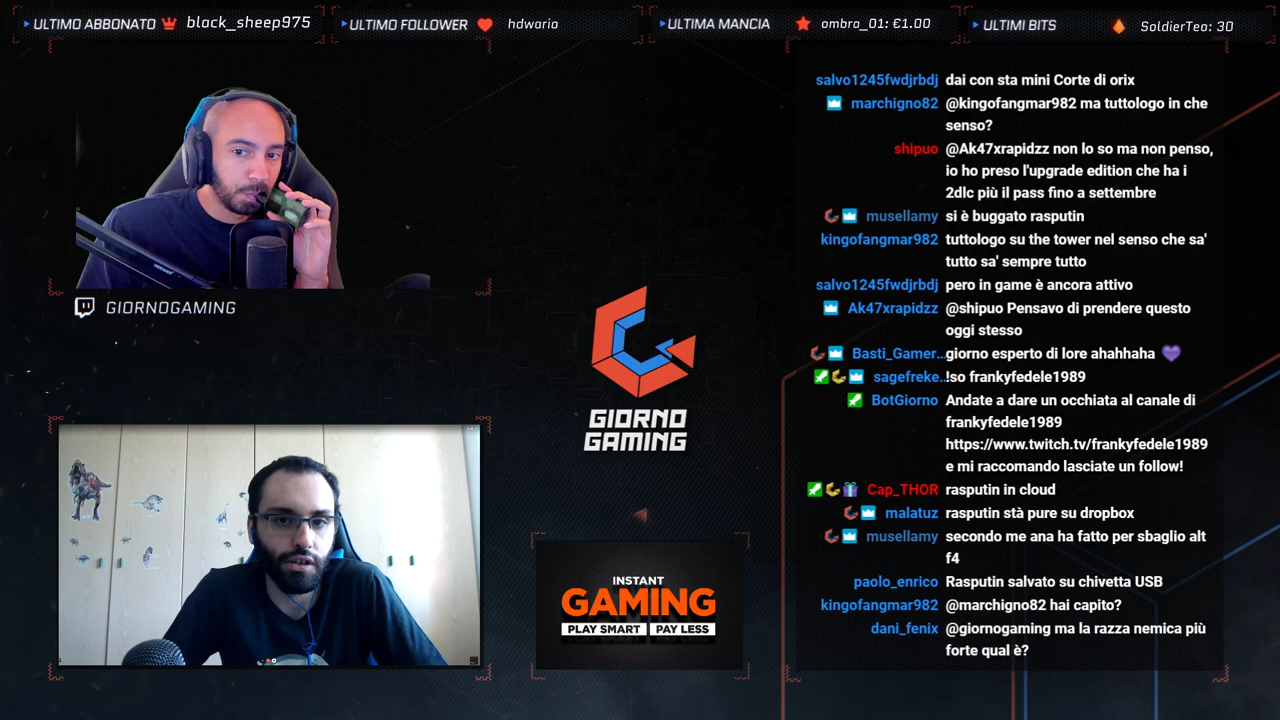 ULTIMO ABBONATO black_sheep975
ULTIMO FOLLOWER hdwaria
ULTIMA MANCIA ombra_01: €1.00
ULTIMI BITS SoldierTea: 30
GIORNOGAMING
GIORNO
GAMING
INSTANT
GAMING
PLAY SMART PAY LESS
salvo1245fwdjrbdj dai con sta mini Corte di orix
marchigno82 @kingofangmar982 ma tuttologo in che
senso?
shipuo @Ak47xrapidzz non lo so ma non penso,
io ho preso l'upgrade edition che ha i
2dlc più il pass fino a settembre
musellamy si è buggato rasputin
kingofangmar982 tuttologo su the tower nel senso che sa'
tutto sa' sempre tutto
salvo1245fwdjrbdj pero in game è ancora attivo
Ak47xrapidzz @shipuo Pensavo di prendere questo
oggi stesso
Basti_Gamer... giorno esperto di lore ahahhaha
sagefreke... !so frankyfedele1989
BotGiorno Andate a dare un occhiata al canale di
frankyfedele1989
https://www.twitch.tv/frankyfedele1989
e mi raccomando lasciate un follow!
Cap_THOR rasputin in cloud
malatuz rasputin stà pure su dropbox
musellamy secondo me ana ha fatto per sbaglio alt
f4
paolo_enrico Rasputin salvato su chivetta USB
kingofangmar982 @marchigno82 hai capito?
dani_fenix @giornogaming ma la razza nemica più
forte qual è?